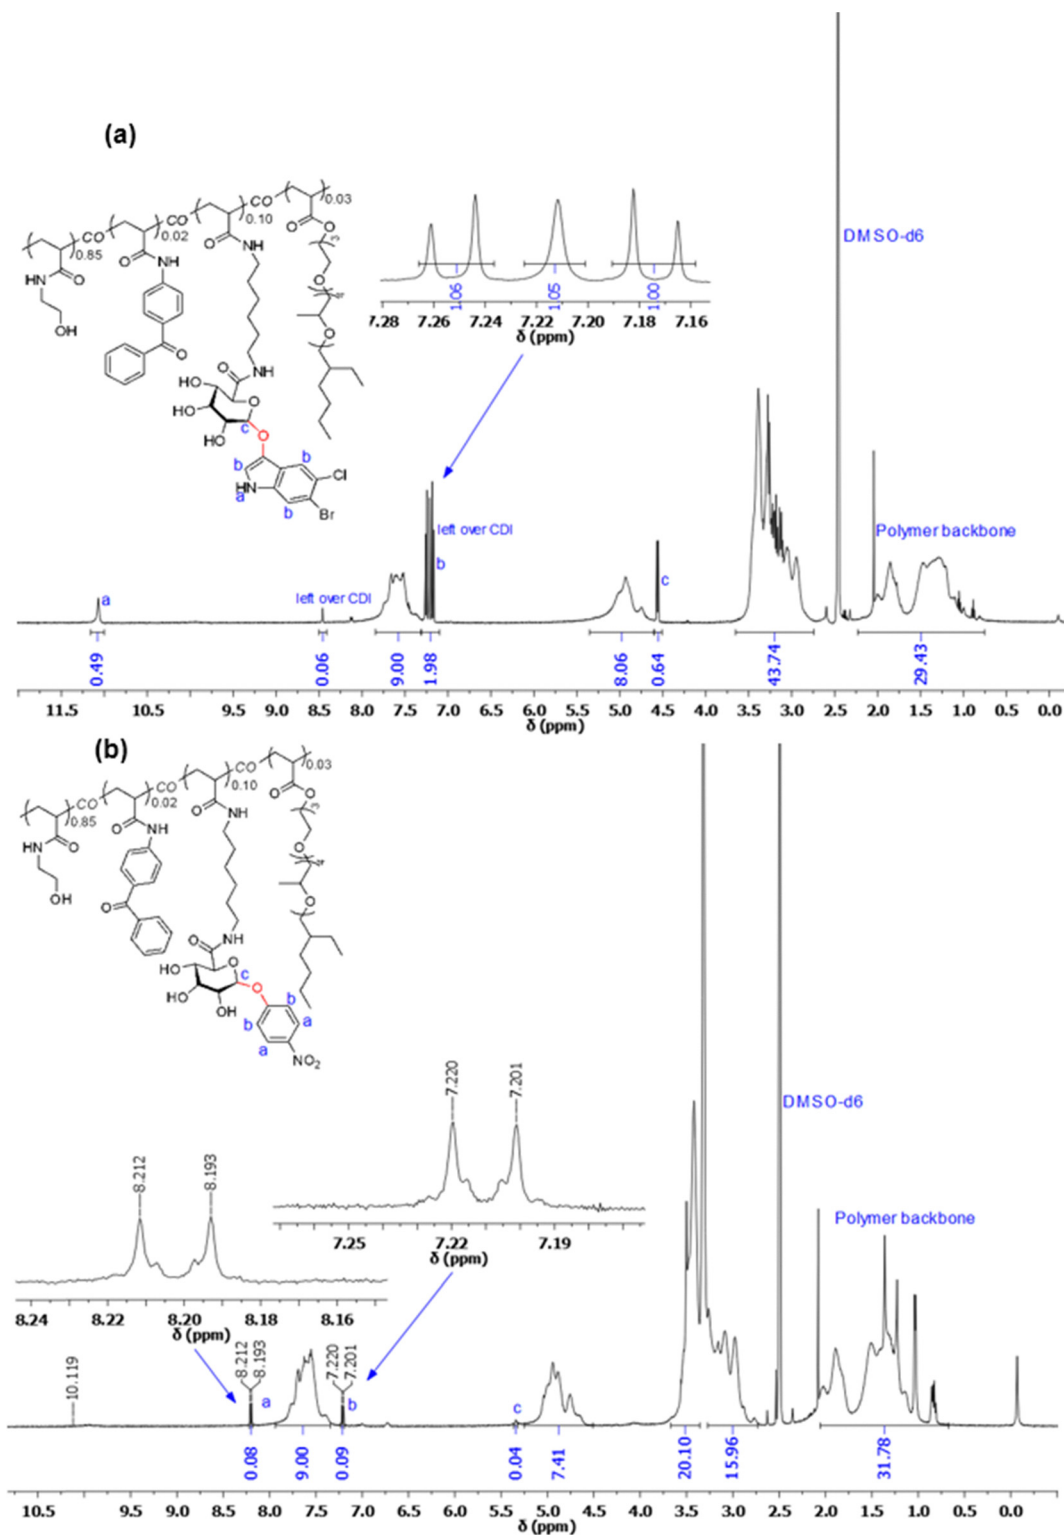 (a)
CO
CO
CO
0.85
0.02
0.10
0.03
O
O
O
O
HN
NH
NH
3
O
O
OH
O
O
NH
HO
HO
HO
O
c
O
b
b
Cl
HN
a
Br
b
1.06
1.05
1.00
7.28 7.26 7.24 7.22 7.20 7.18 7.16
δ (ppm)
DMSO-d6
Polymer backbone
left over CDI
b
left over CDI
a
c
0.49
0.06
9.00
1.98
8.06
0.64
43.74
29.43
11.5 10.5 9.5 9.0 8.5 8.0 7.5 7.0 6.5 6.0 5.5 5.0 4.5 4.0 3.5 3.0 2.5 2.0 1.5 1.0 0.5 0.0
δ (ppm)
(b)
CO
CO
CO
0.85
0.02
0.10
0.03
O
O
O
O
HN
NH
NH
3
O
O
OH
O
O
NH
HO
HO
O
c
O
b
OH
OH
b
a
a
NO2
7.220
7.201
7.25 7.22 7.19
δ (ppm)
8.212
8.193
8.24 8.22 8.20 8.18 8.16
δ (ppm)
DMSO-d6
Polymer backbone
10.119
8.212
8.193
7.220
7.201
a
b
c
0.08
9.00
0.09
0.04
7.41
20.10
15.96
31.78
10.5 9.5 9.0 8.5 8.0 7.5 7.0 6.5 6.0 5.5 5.0 4.5 4.0 3.5 3.0 2.5 2.0 1.5 1.0 0.5 0.0
δ (ppm)